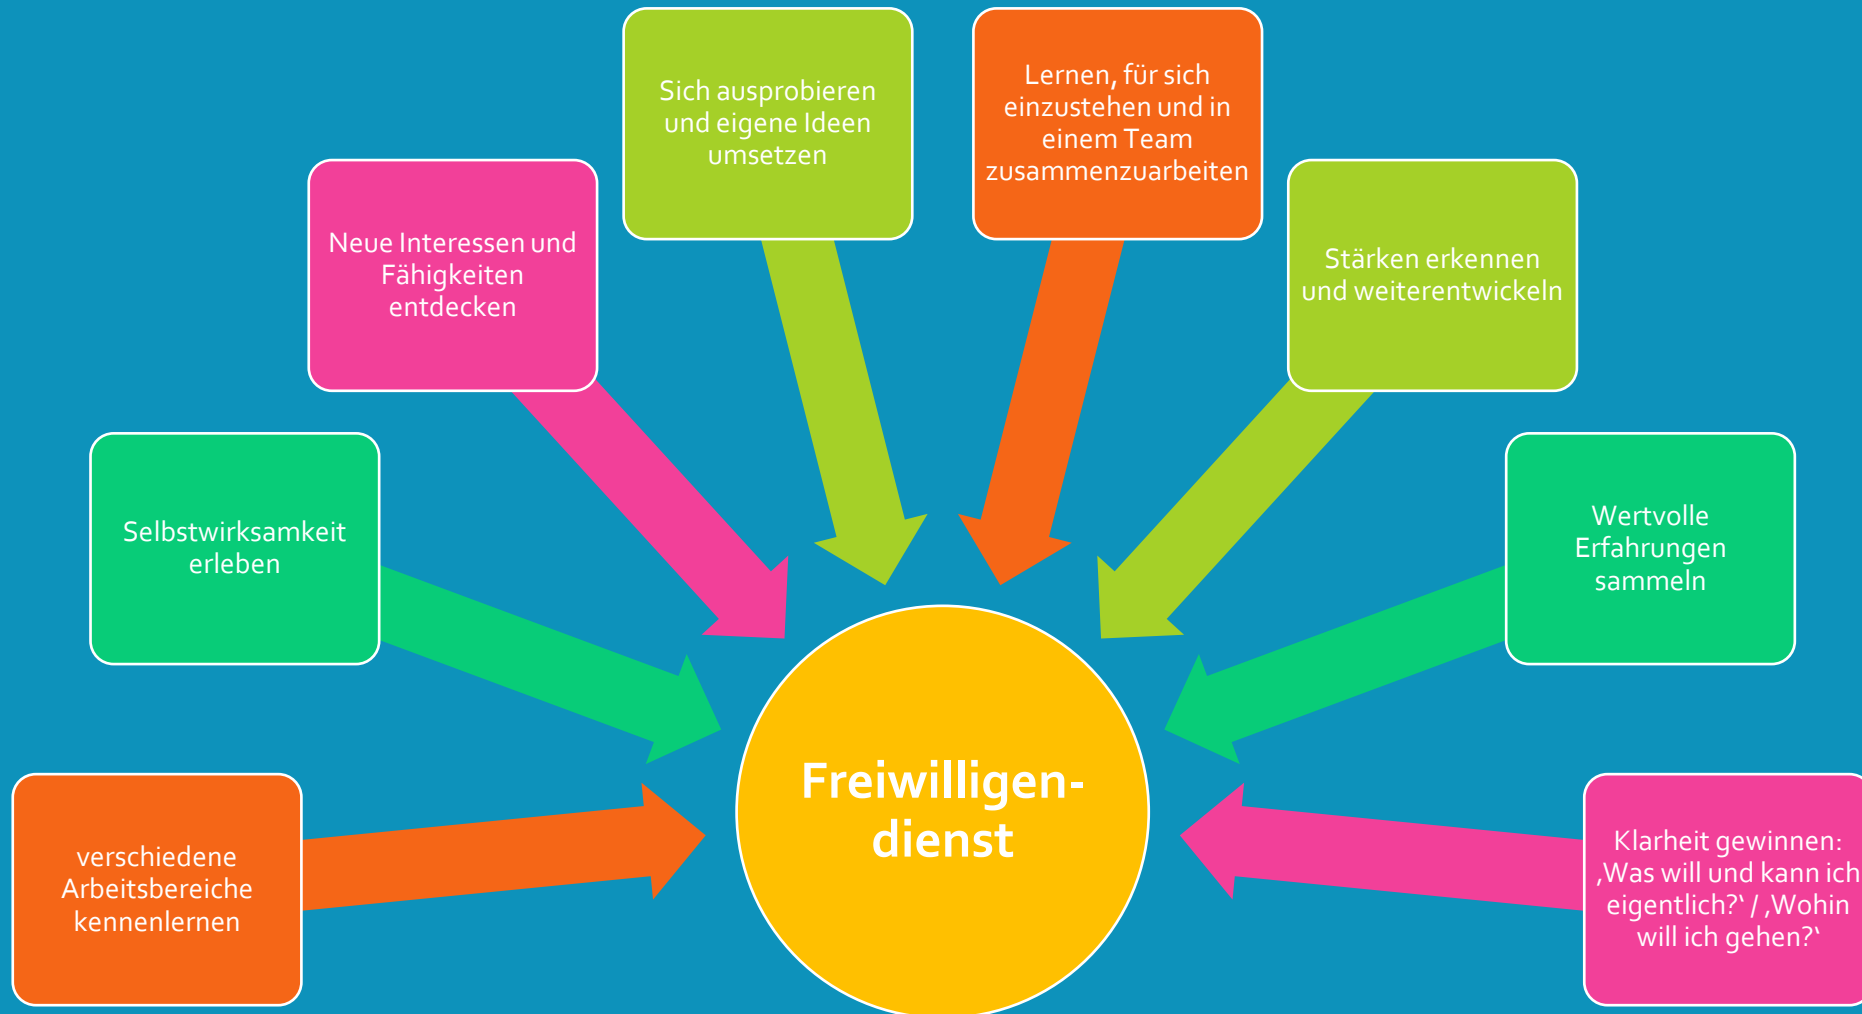 verschiedene
Arbeitsbereiche
kennenlernen
Selbstwirksamkeit
erleben
Neue Interessen und
Fähigkeiten
entdecken
Sich ausprobieren
und eigene Ideen
umsetzen
Lernen, für sich
einzustehen und in
einem Team
zusammenzuarbeiten
Stärken erkennen
und weiterentwickeln
Wertvolle
Erfahrungen
sammeln
Klarheit gewinnen:
‚Was will und kann ich
eigentlich?‘ / ‚Wohin
will ich gehen?‘
Freiwilligen-
dienst